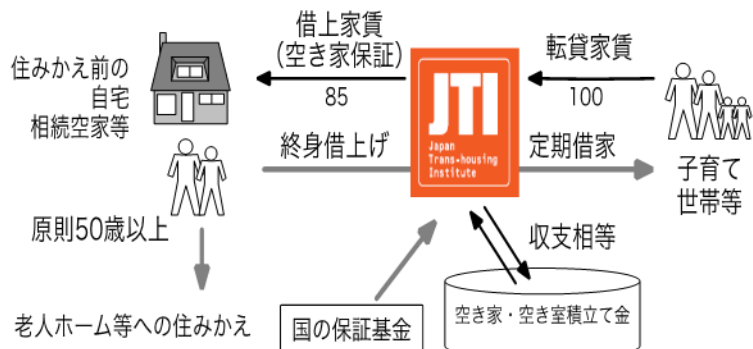 借上家賃
(空き家保証)
85
転貸家賃
100
住みかえ前の
自宅
相続空家等
JTI
Japan
Trans-housing
Institute
終身借上げ
定期借家
子育て
世帯等
原則50歳以上
収支相等
老人ホーム等への住みかえ
国の保証基金
空き家・空き室積立て金